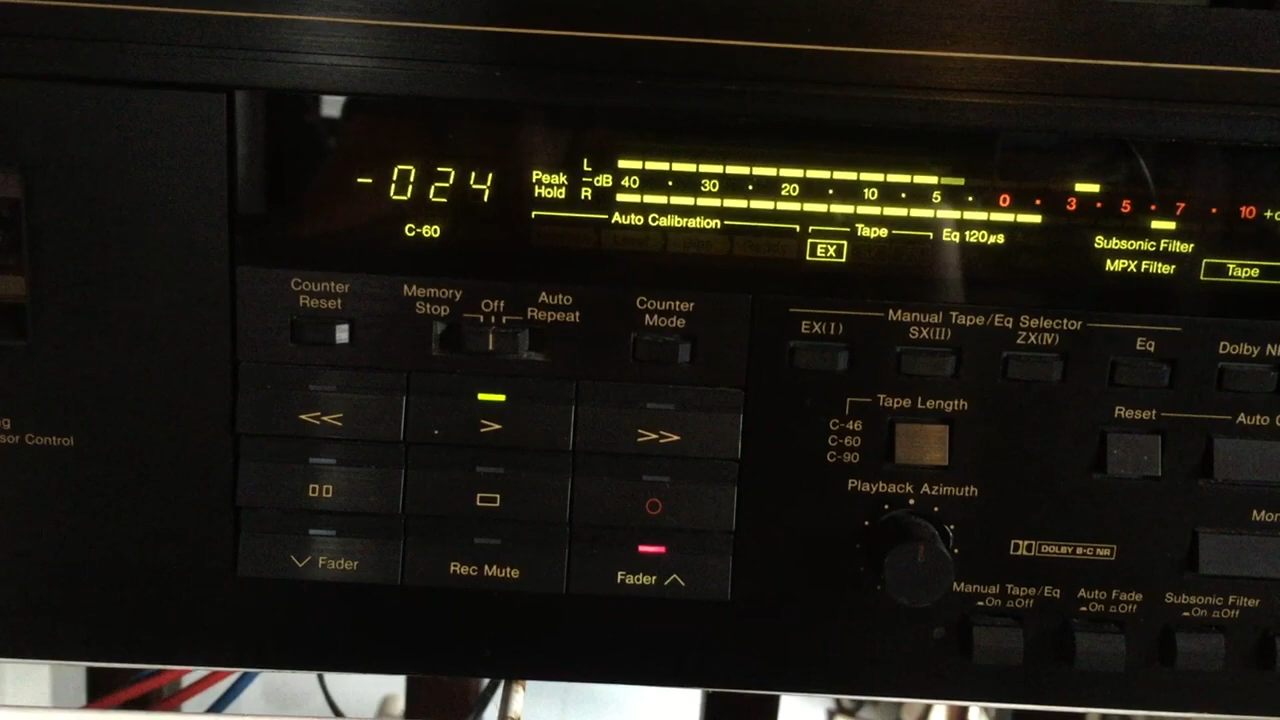 -024
C-60
Peak Hold
L
R
dB
40 · 30 · 20 · 10 · 5 · 0 · 3 · 5 · 7 · 10
Auto Calibration
Tape
Eq 120µs
EX
Subsonic Filter
MPX Filter
Tape
Counter Reset
Memory Stop
Off
Auto Repeat
Counter Mode
Manual Tape/Eq Selector
EX(I)
SX(II)
ZX(IV)
Eq
Dolby
<<
>
>>
sor Control
Tape Length
C-46
C-60
C-90
Reset
Auto
Playback Azimuth
Fader
Rec Mute
Fader
DOLBY B·C NR
Manual Tape/Eq
On Off
Auto Fade
On Off
Subsonic Filter
On Off